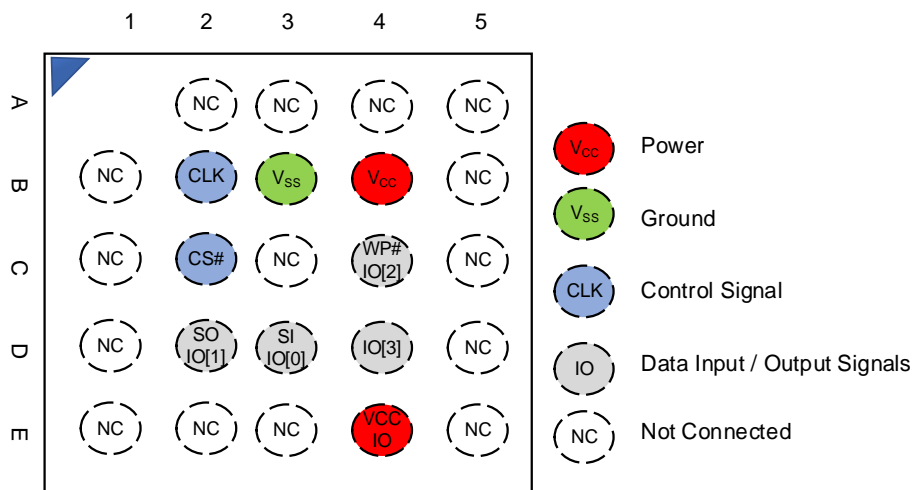 1 2 3 4 5
A NC NC NC NC
B NC CLK VSS VCC NC
C NC CS# NC WP# IO[2] NC
D NC SO IO[1] SI IO[0] IO[3] NC
E NC NC NC VCC IO NC
VCC Power
VSS Ground
CLK Control Signal
IO Data Input / Output Signals
NC Not Connected